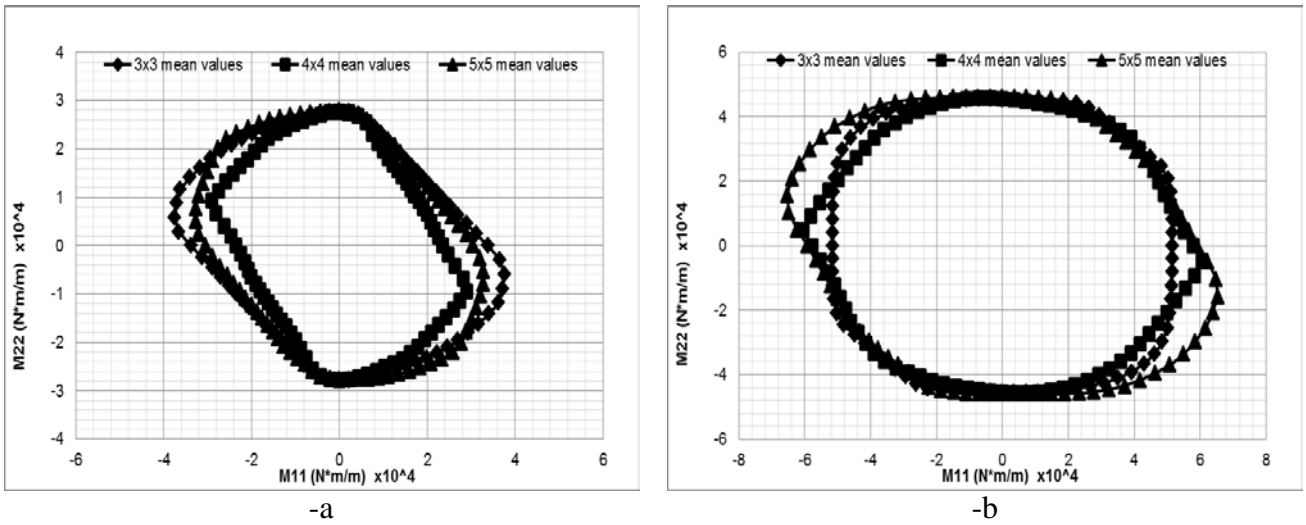 4
3x3 mean values 4x4 mean values 5x5 mean values
3
2
1
0
-1
-2
-3
-4
-6 -4 -2 0 2 4 6
M22 (N*m/m) x10^4
M11 (N*m/m) x10^4
-a
6
3x3 mean values 4x4 mean values 5x5 mean values
4
2
0
-2
-4
-6
-8 -6 -4 -2 0 2 4 6 8
M22 (N*m/m) x10^4
M11 (N*m/m) x10^4
-b